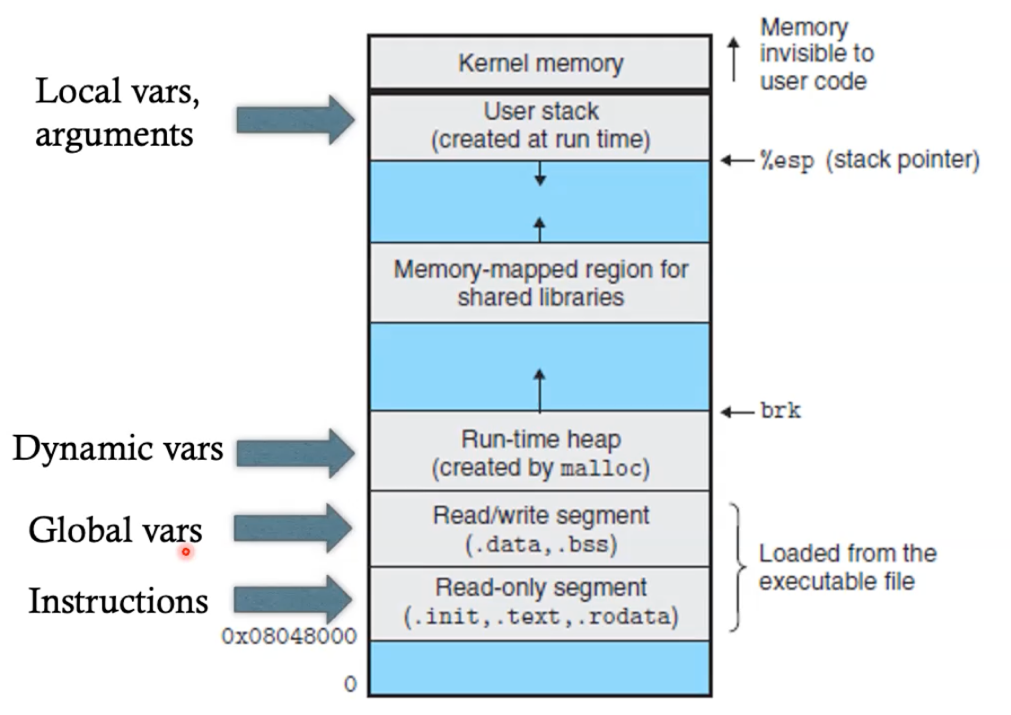 Memory
invisible to
user code
Kernel memory
Local vars,
arguments
User stack
(created at run time)
%esp (stack pointer)
Memory-mapped region for
shared libraries
brk
Dynamic vars
Run-time heap
(created by malloc)
Global vars
Read/write segment
(.data,.bss)
Loaded from the
executable file
Instructions
Read-only segment
(.init,.text,.rodata)
0x08048000
0